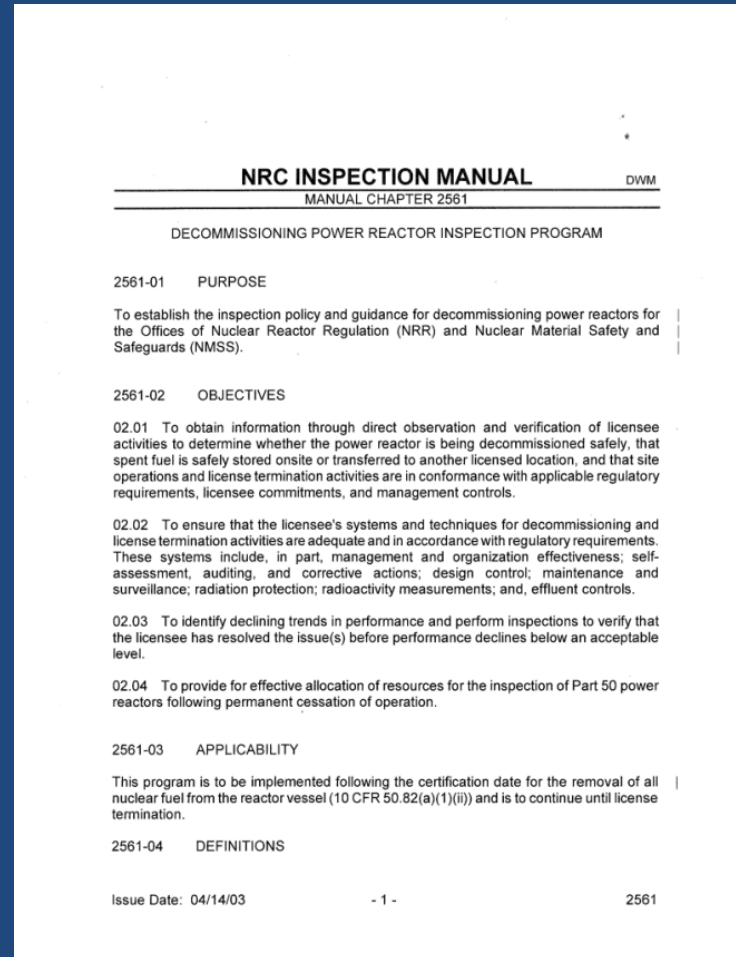 NRC INSPECTION MANUAL DWM
MANUAL CHAPTER 2561
DECOMMISSIONING POWER REACTOR INSPECTION PROGRAM
2561-01 PURPOSE
To establish the inspection policy and guidance for decommissioning power reactors for
the Offices of Nuclear Reactor Regulation (NRR) and Nuclear Material Safety and
Safeguards (NMSS).
2561-02 OBJECTIVES
02.01 To obtain information through direct observation and verification of licensee
activities to determine whether the power reactor is being decommissioned safely, that
spent fuel is safely stored onsite or transferred to another licensed location, and that site
operations and license termination activities are in conformance with applicable regulatory
requirements, licensee commitments, and management controls.
02.02 To ensure that the licensee's systems and techniques for decommissioning and
license termination activities are adequate and in accordance with regulatory requirements.
These systems include, in part, management and organization effectiveness; self-
assessment, auditing, and corrective actions; design control; maintenance and
surveillance; radiation protection; radioactivity measurements; and, effluent controls.
02.03 To identify declining trends in performance and perform inspections to verify that
the licensee has resolved the issue(s) before performance declines below an acceptable
level.
02.04 To provide for effective allocation of resources for the inspection of Part 50 power
reactors following permanent cessation of operation.
2561-03 APPLICABILITY
This program is to be implemented following the certification date for the removal of all
nuclear fuel from the reactor vessel (10 CFR 50.82(a)(1)(ii)) and is to continue until license
termination.
2561-04 DEFINITIONS
Issue Date: 04/14/03 - 1 - 2561